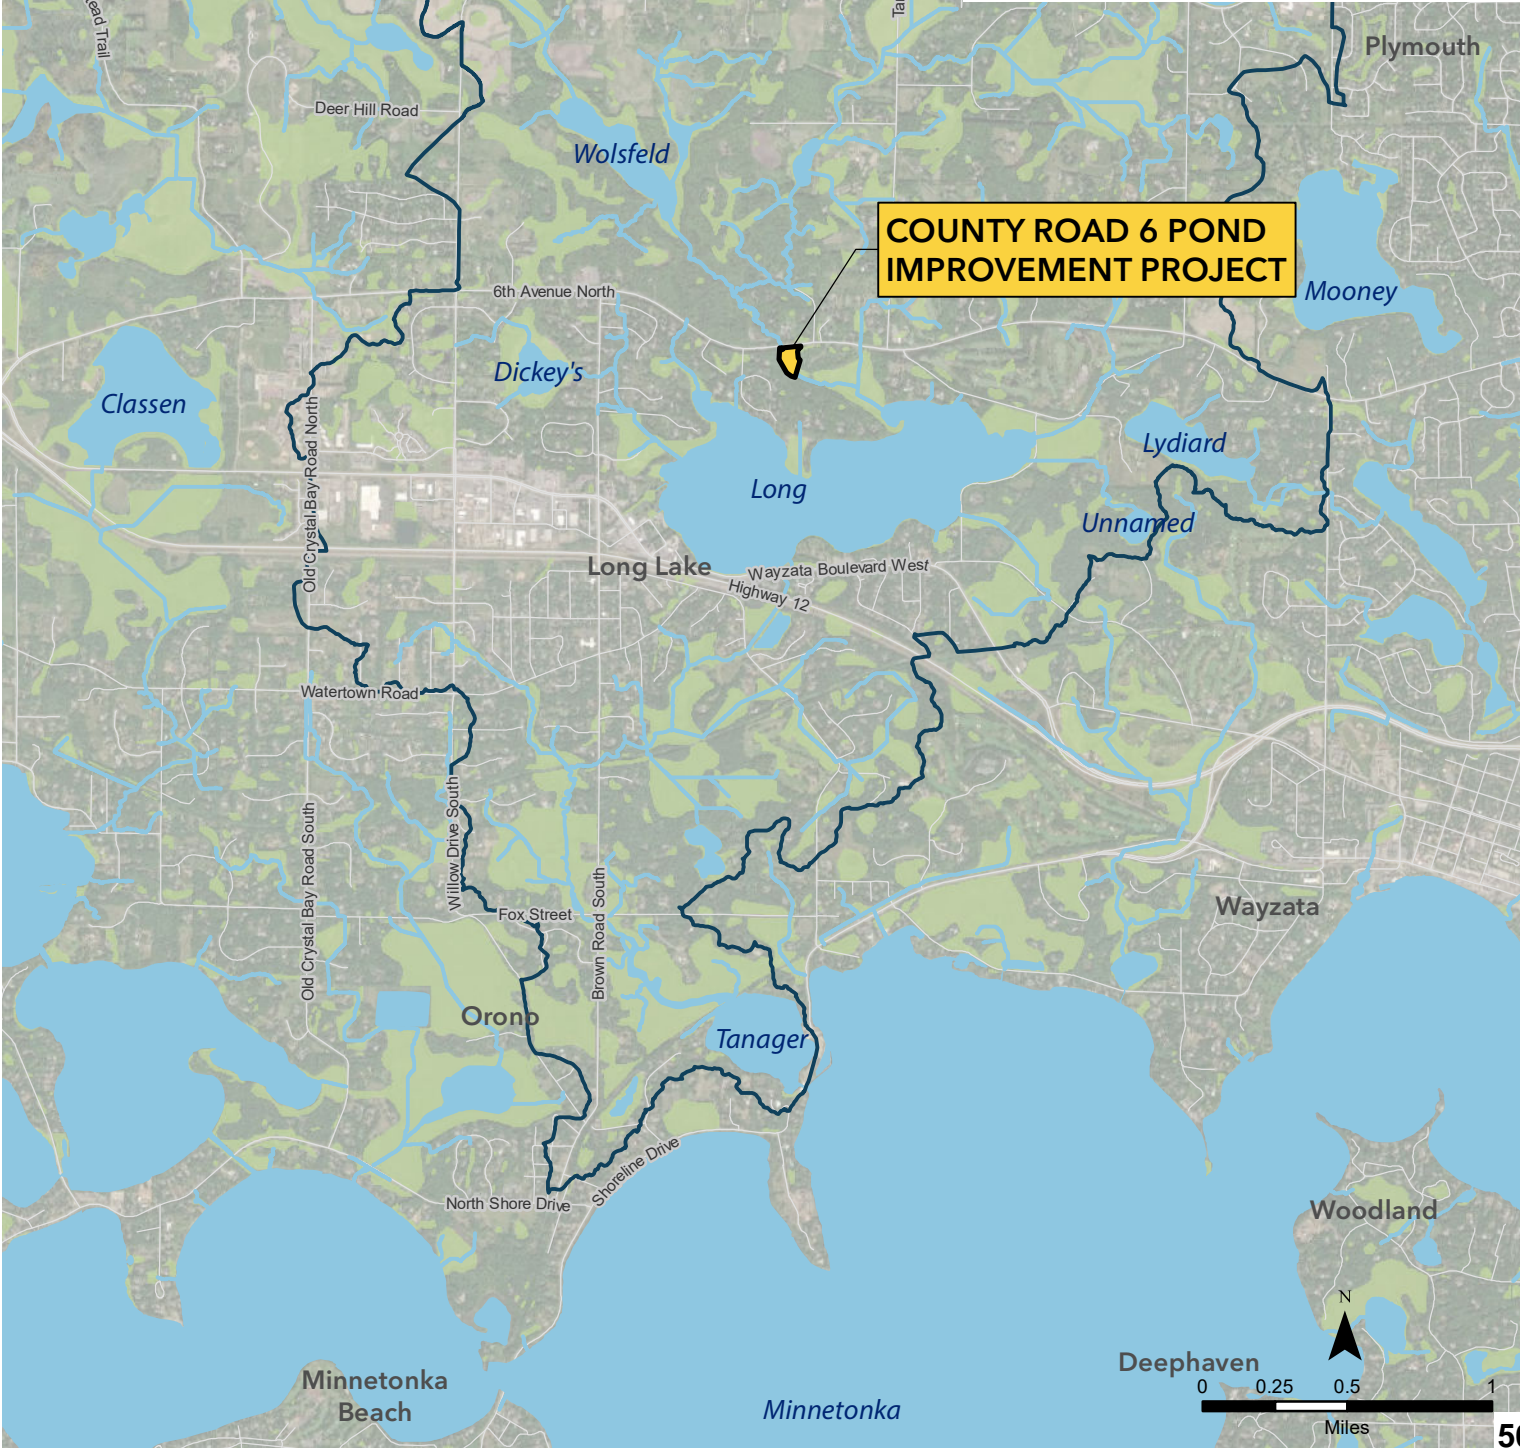 Plymouth
Deer Hill Road
Wolsfeld
COUNTY ROAD 6 POND
IMPROVEMENT PROJECT
6th Avenue North
Mooney
Dickey's
Classen
Old Crystal Bay Road North
Lydiard
Long
Unnamed
Long Lake
Wayzata Boulevard West
Highway 12
Watertown Road
Willow Drive South
Old Crystal Bay Road South
Brown Road South
Fox Street
Wayzata
Orono
Tanager
Shoreline Drive
North Shore Drive
Woodland
N
Deephaven
Minnetonka
Beach
0 0.25 0.5 1
Miles
Minnetonka